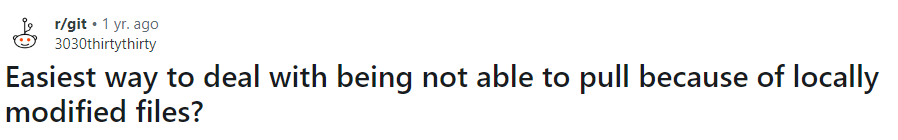 r/git • 1 yr. ago
3030thirtythirty
Easiest way to deal with being not able to pull because of locally
modified files?